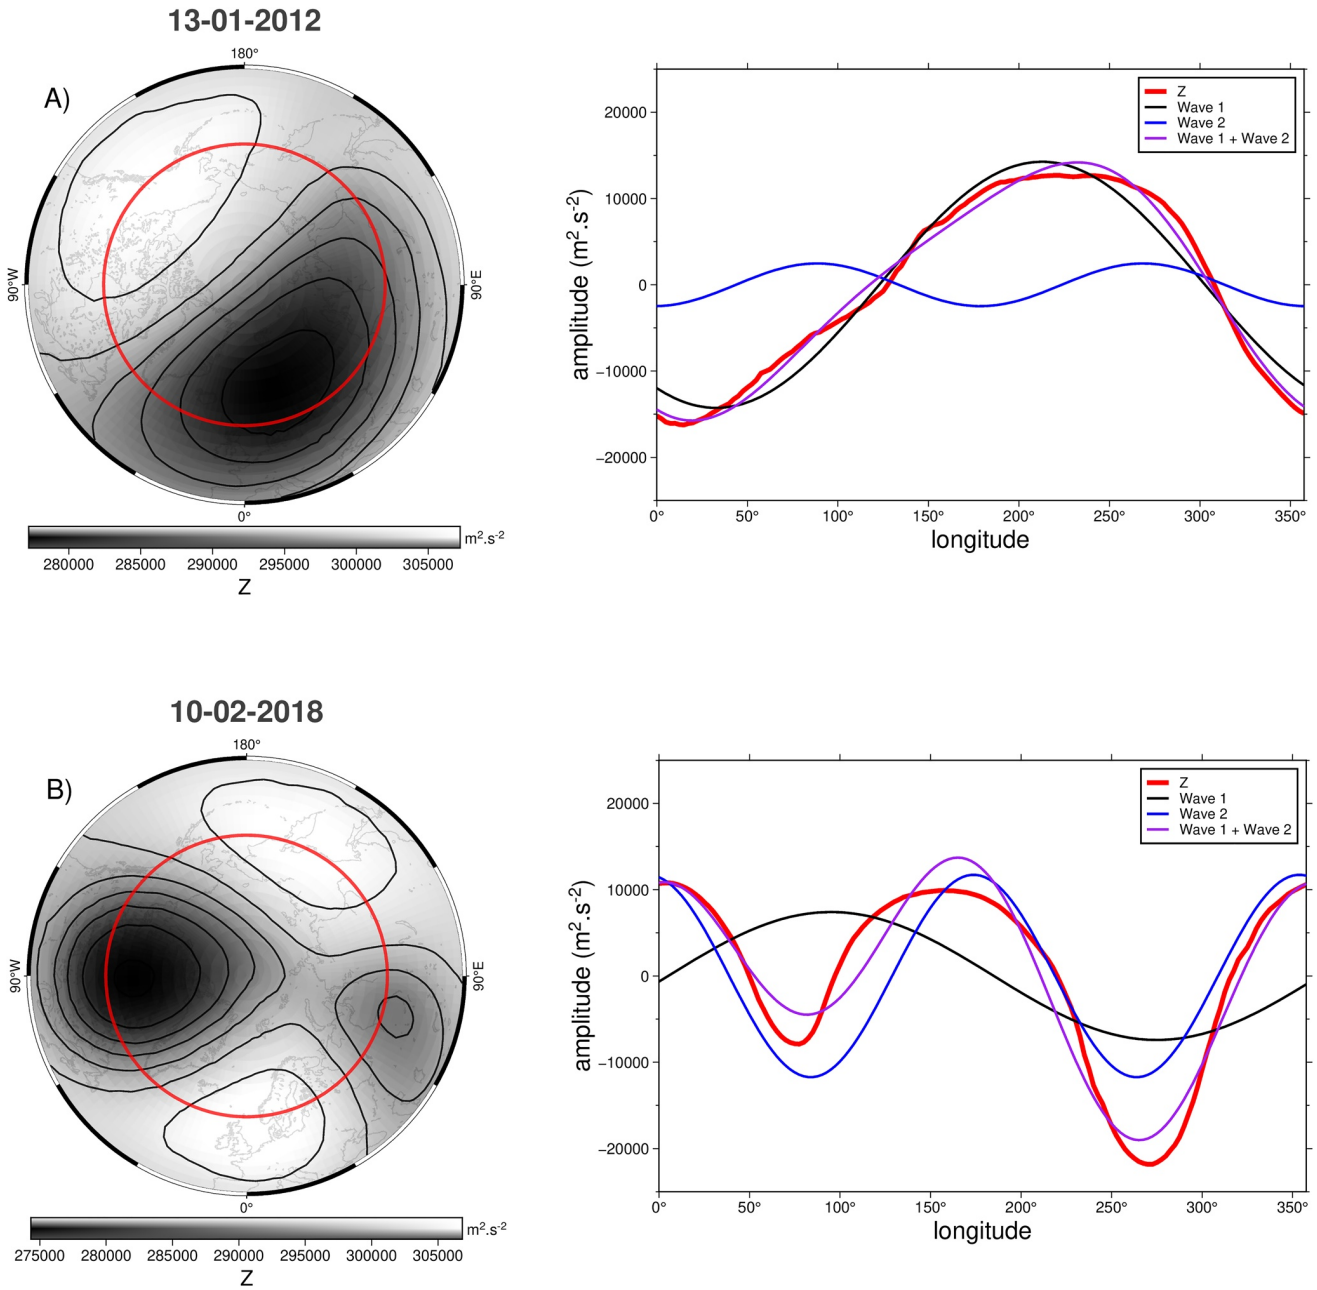 13-01-2012
A)
180°
90°W
90°E
0°
m².s⁻²
280000 285000 290000 295000 300000 305000
Z
Z
Wave 1
Wave 2
Wave 1 + Wave 2
20000
10000
0
−10000
−20000
amplitude (m².s⁻²)
0° 50° 100° 150° 200° 250° 300° 350°
longitude
10-02-2018
B)
180°
90°W
90°E
0°
m².s⁻²
275000 280000 285000 290000 295000 300000 305000
Z
Z
Wave 1
Wave 2
Wave 1 + Wave 2
20000
10000
0
−10000
−20000
amplitude (m².s⁻²)
0° 50° 100° 150° 200° 250° 300° 350°
longitude